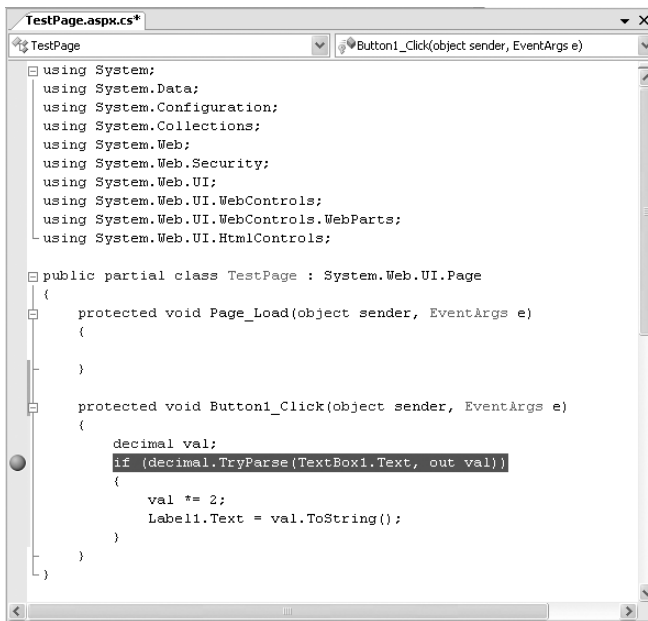 TestPage.aspx.cs*
TestPage
Button1_Click(object sender, EventArgs e)
using System;
using System.Data;
using System.Configuration;
using System.Collections;
using System.Web;
using System.Web.Security;
using System.Web.UI;
using System.Web.UI.WebControls;
using System.Web.UI.WebControls.WebParts;
using System.Web.UI.HtmlControls;
public partial class TestPage : System.Web.UI.Page
{
    protected void Page_Load(object sender, EventArgs e)
    {
    }
    protected void Button1_Click(object sender, EventArgs e)
    {
        decimal val;
        if (decimal.TryParse(TextBox1.Text, out val))
        {
            val *= 2;
            Label1.Text = val.ToString();
        }
    }
}